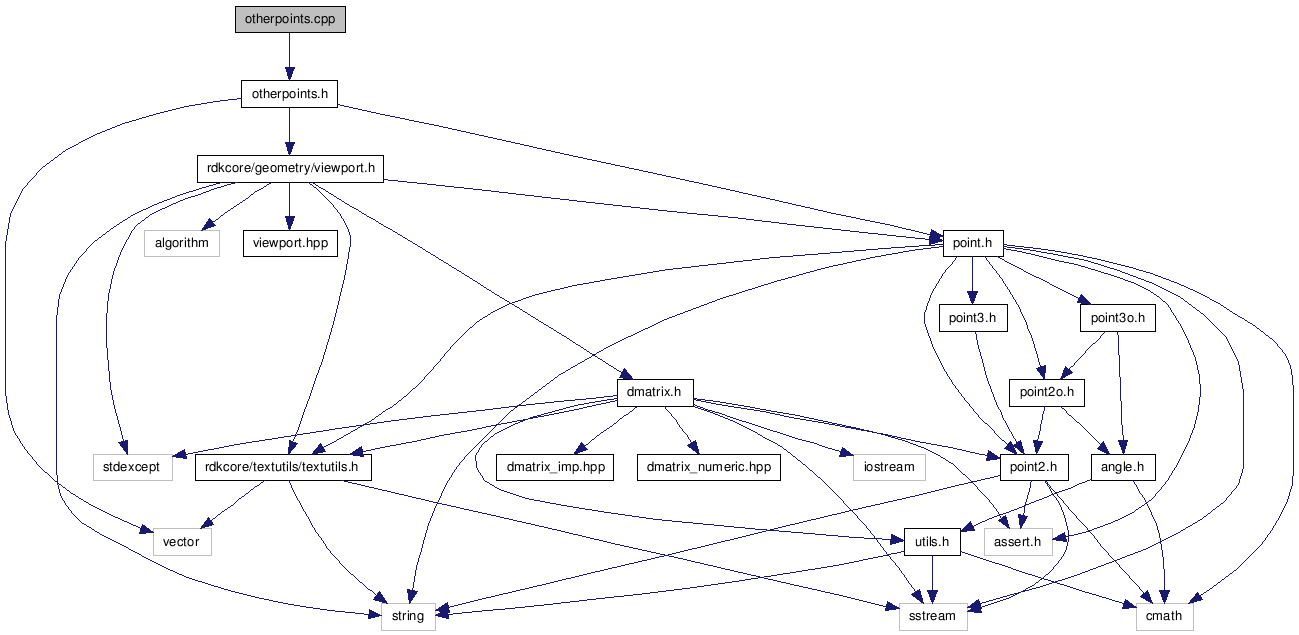 otherpoints.cpp
otherpoints.h
rdkcore/geometry/viewport.h
algorithm
viewport.hpp
point.h
point3.h
point3o.h
dmatrix.h
point2o.h
stdexcept
rdkcore/textutils/textutils.h
dmatrix_imp.hpp
dmatrix_numeric.hpp
iostream
point2.h
angle.h
vector
utils.h
assert.h
string
sstream
cmath